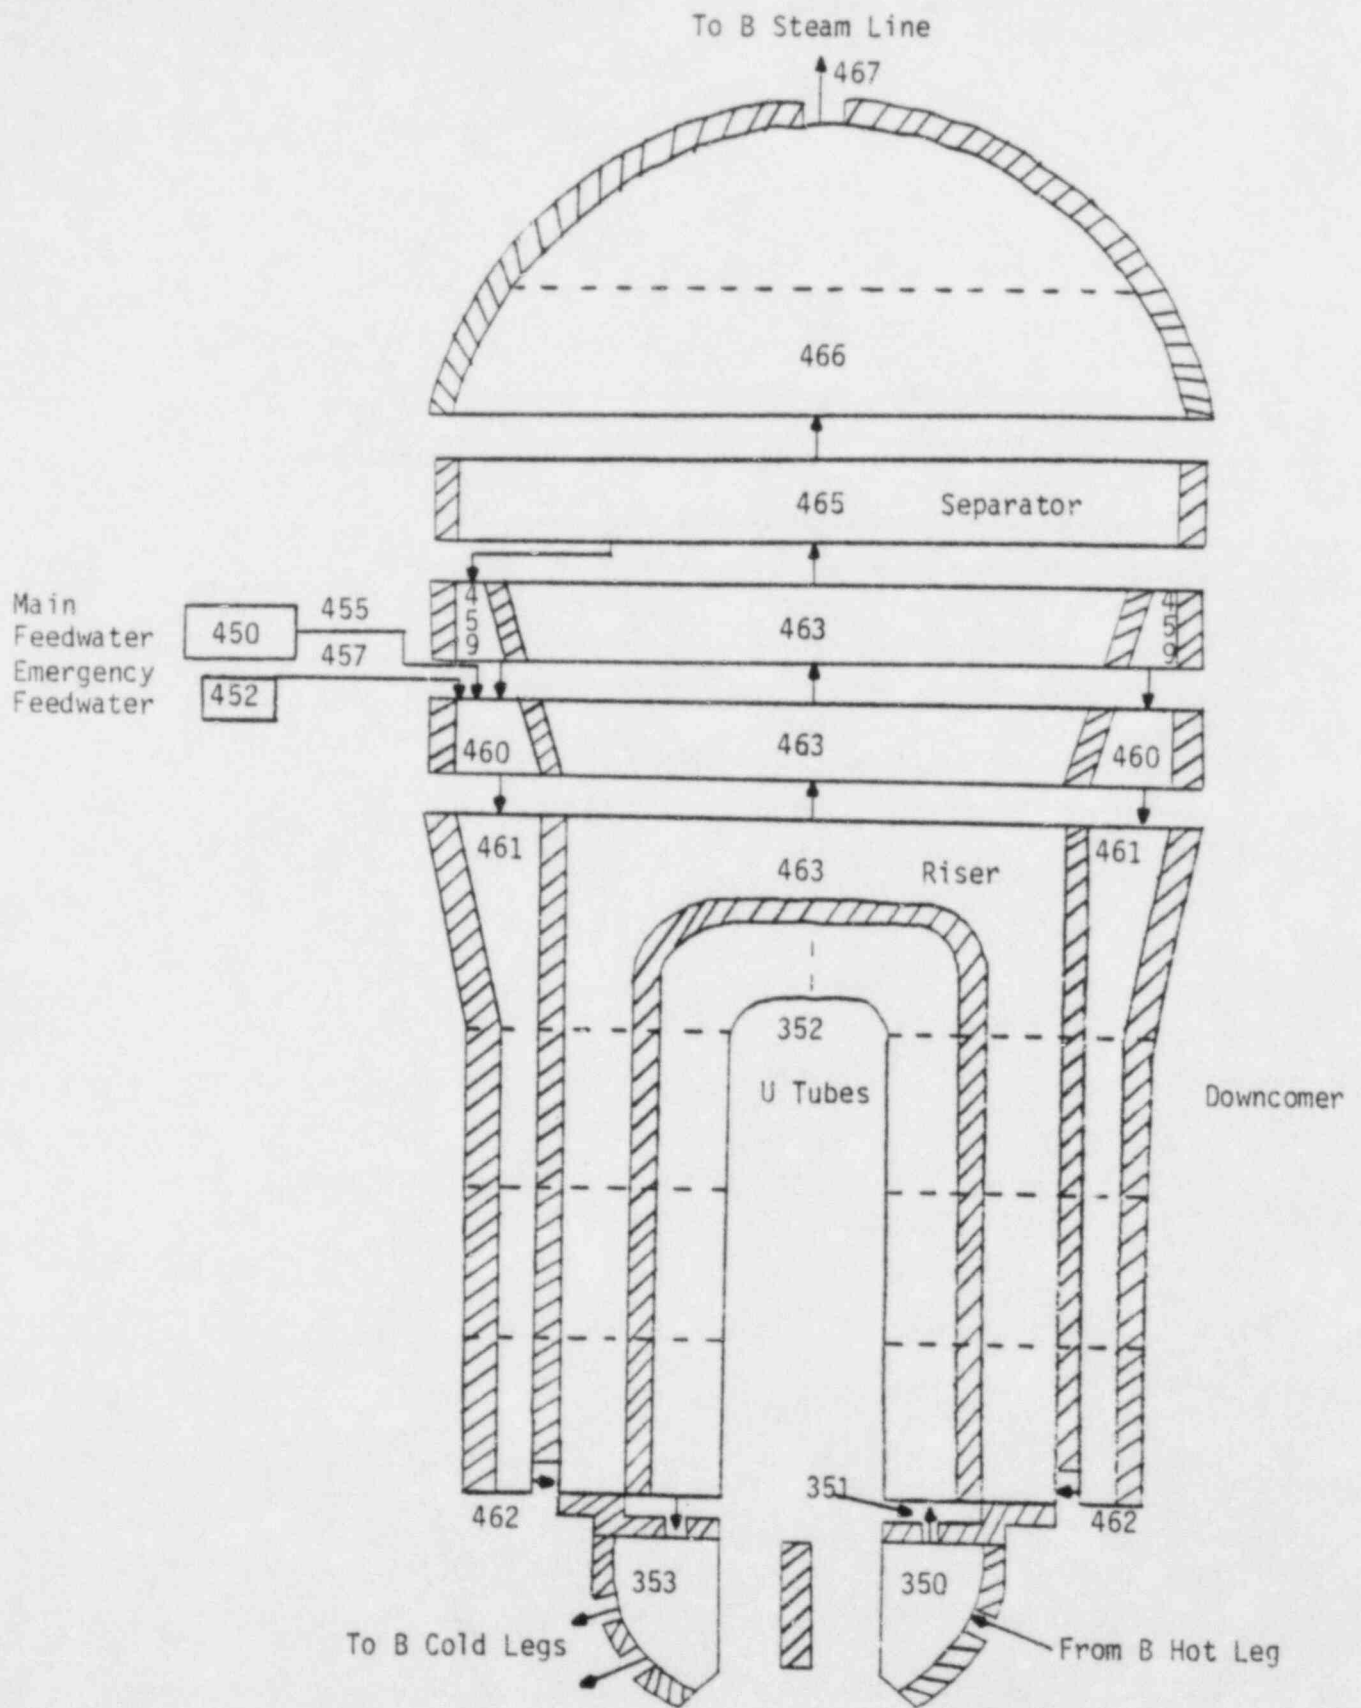 To B Steam Line
467
466
465 Separator
459
463
459
Main
Feedwater
450
455
457
Emergency
Feedwater
452
460
463
460
461
463 Riser
461
352
U Tubes
Downcomer
351
462
462
353
350
To B Cold Legs
From B Hot Leg